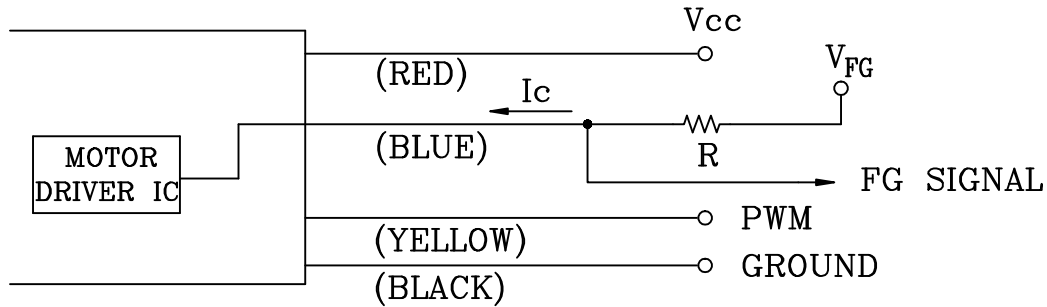 Vcc
V_FG
(RED)
Ic
(BLUE)
R
MOTOR
DRIVER IC
FG SIGNAL
PWM
(YELLOW)
GROUND
(BLACK)